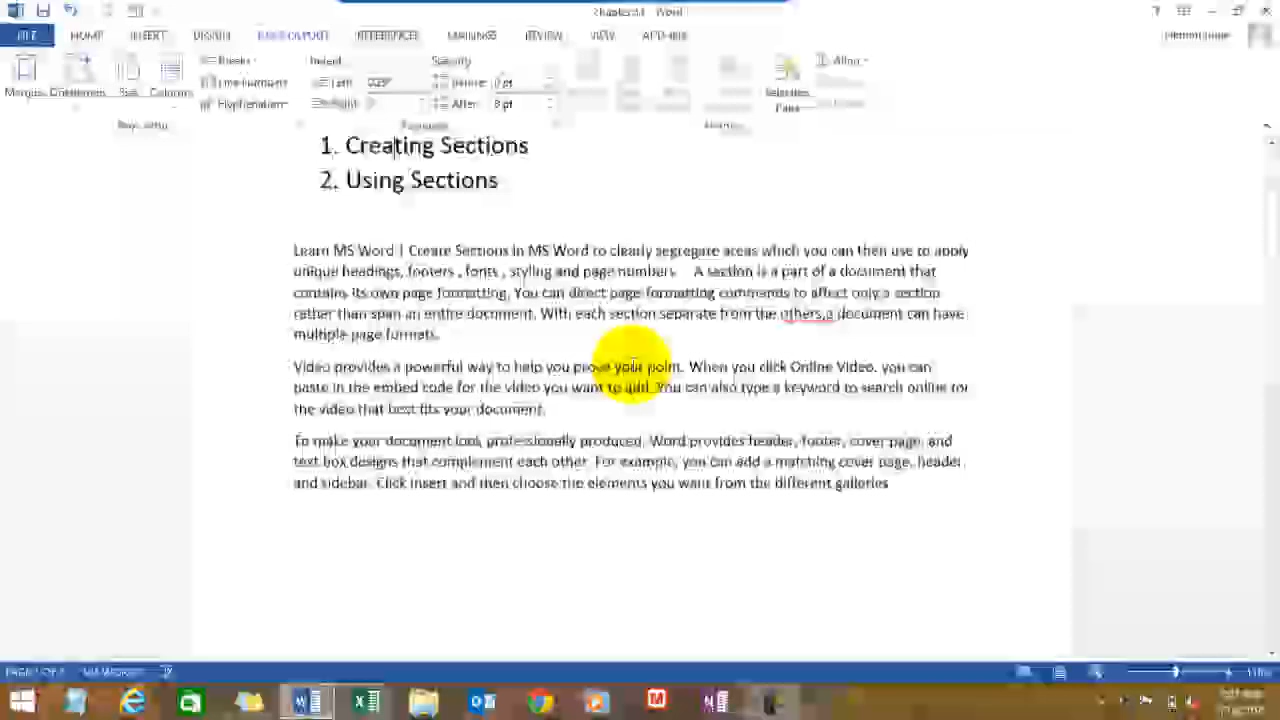 Word
FILE HOME INSERT DESIGN PAGE LAYOUT REFERENCES MAILINGS REVIEW VIEW ADD-INS
Breaks Indent Spacing Align
Line Numbers Left: Before: 0 pt
Margins Orientation Size Columns Selection
Hyphenation Right: After: 8 pt
Pane
1. Creating Sections
2. Using Sections
Learn MS Word | Create Sections in MS Word to clearly segregate areas which you can then use to apply
unique headings, footers , fonts , styling and page numbers A section is a part of a document that
contains its own page formatting. You can direct page formatting commands to affect only a section
rather than span an entire document. With each section separate from the others,a document can have
multiple page formats.
Video provides a powerful way to help you prove your point. When you click Online Video, you can
paste in the embed code for the video you want to add. You can also type a keyword to search online for
the video that best fits your document.
To make your document look professionally produced, Word provides header, footer, cover page, and
text box designs that complement each other. For example, you can add a matching cover page, header,
and sidebar. Click Insert and then choose the elements you want from the different galleries